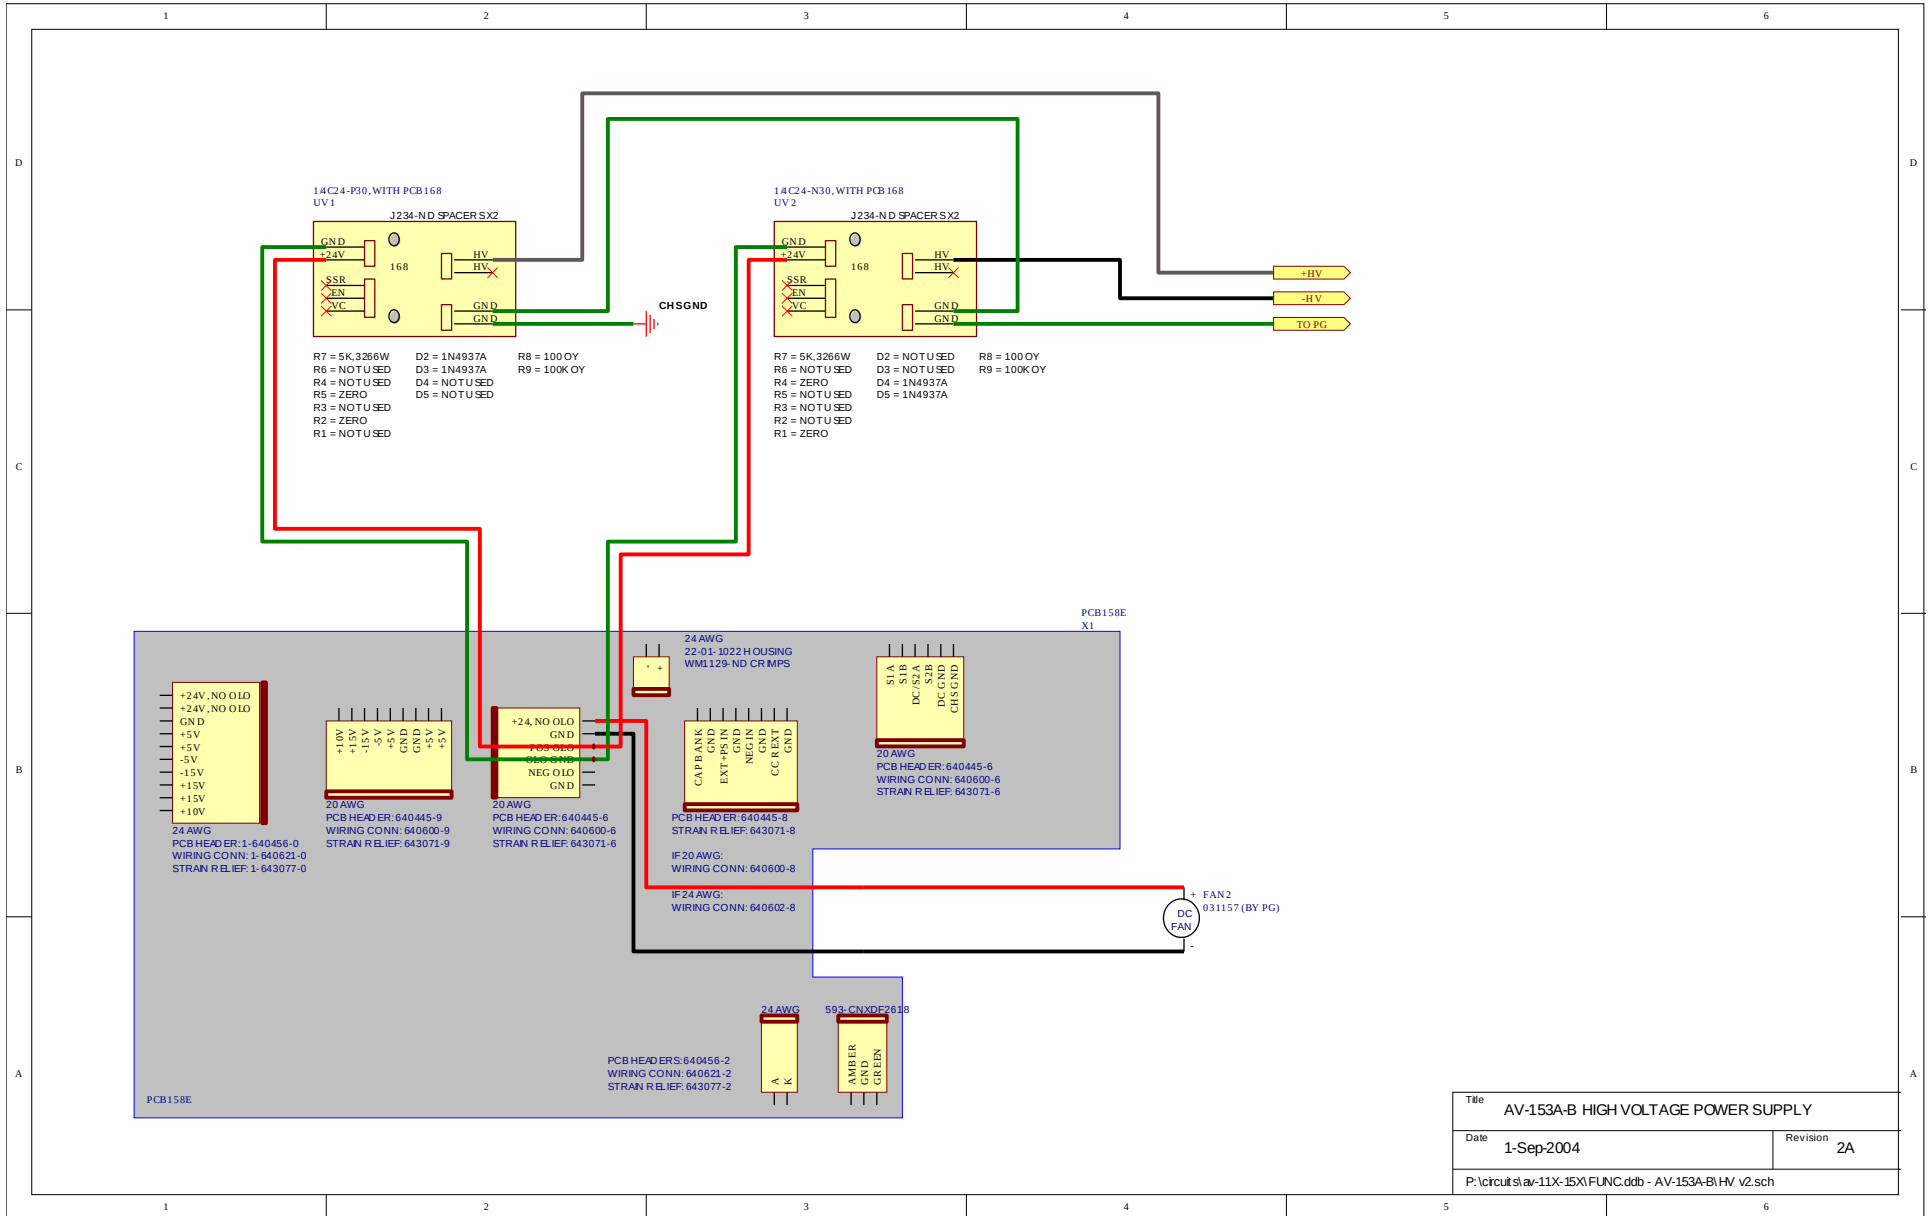 1 2 3 4 5 6
D D
1/4C24-P30, WITH PCB168
UV1
J234-ND SPACERS X2
GND
+24V
168
SSR
EN
VC
HV
HV
GND
GND
CHSGND
1/4C24-N30, WITH PCB168
UV2
J234-ND SPACERS X2
GND
+24V
168
SSR
EN
VC
HV
HV
GND
GND
+HV
-HV
TO PG
R7 = 5K, 3266W
R6 = NOT USED
R4 = NOT USED
R5 = ZERO
R3 = NOT USED
R2 = ZERO
R1 = NOT USED
D2 = 1N4937A
D3 = 1N4937A
D4 = NOT USED
D5 = NOT USED
R8 = 100 OY
R9 = 100K OY
R7 = 5K, 3266W
R6 = NOT USED
R4 = ZERO
R5 = NOT USED
R3 = NOT USED
R2 = NOT USED
R1 = ZERO
D2 = NOT USED
D3 = NOT USED
D4 = 1N4937A
D5 = 1N4937A
R8 = 100 OY
R9 = 100K OY
C C
PCB158E
X1
24 AWG
22-01-1022 HOUSING
WM1129-ND CRIMPS
- +
S1A
S1B
DC/S2A
S2B
DC GND
CHSGND
20 AWG
PCB HEADER: 640445-6
WIRING CONN: 640600-6
STRAIN RELIEF: 643071-6
+24V, NO OLO
+24V, NO OLO
GND
+5V
+5V
-5V
-15V
+15V
+15V
+10V
24 AWG
PCB HEADER: 1-640456-0
WIRING CONN: 1-640621-0
STRAIN RELIEF: 1-643077-0
+10V
+15V
-15V
-5V
+5V
GND
GND
+5V
+5V
20 AWG
PCB HEADER: 640445-9
WIRING CONN: 640600-9
STRAIN RELIEF: 643071-9
+24, NO OLO
GND
POS OLO
OLO GND
NEG OLO
GND
20 AWG
PCB HEADER: 640445-6
WIRING CONN: 640600-6
STRAIN RELIEF: 643071-6
CAP BANK
GND
EXT +PS IN
GND
NEG IN
GND
CCR EXT
GND
PCB HEADER: 640445-8
STRAIN RELIEF: 643071-8
IF 20 AWG:
WIRING CONN: 640600-8
IF 24 AWG:
WIRING CONN: 640602-8
B B
+ FAN2
031157 (BY PG)
DC
FAN
-
24 AWG
A
K
593-CNXDF2618
AMBER
GND
GREEN
PCB HEADERS: 640456-2
WIRING CONN: 640621-2
STRAIN RELIEF: 643077-2
PCB158E
A A
Title
AV-153A-B HIGH VOLTAGE POWER SUPPLY
Date
1-Sep-2004
Revision
2A
P:\circuits\av-11X-15X\FUNC.ddb - AV-153A-B\HV v2.sch
1 2 3 4 5 6